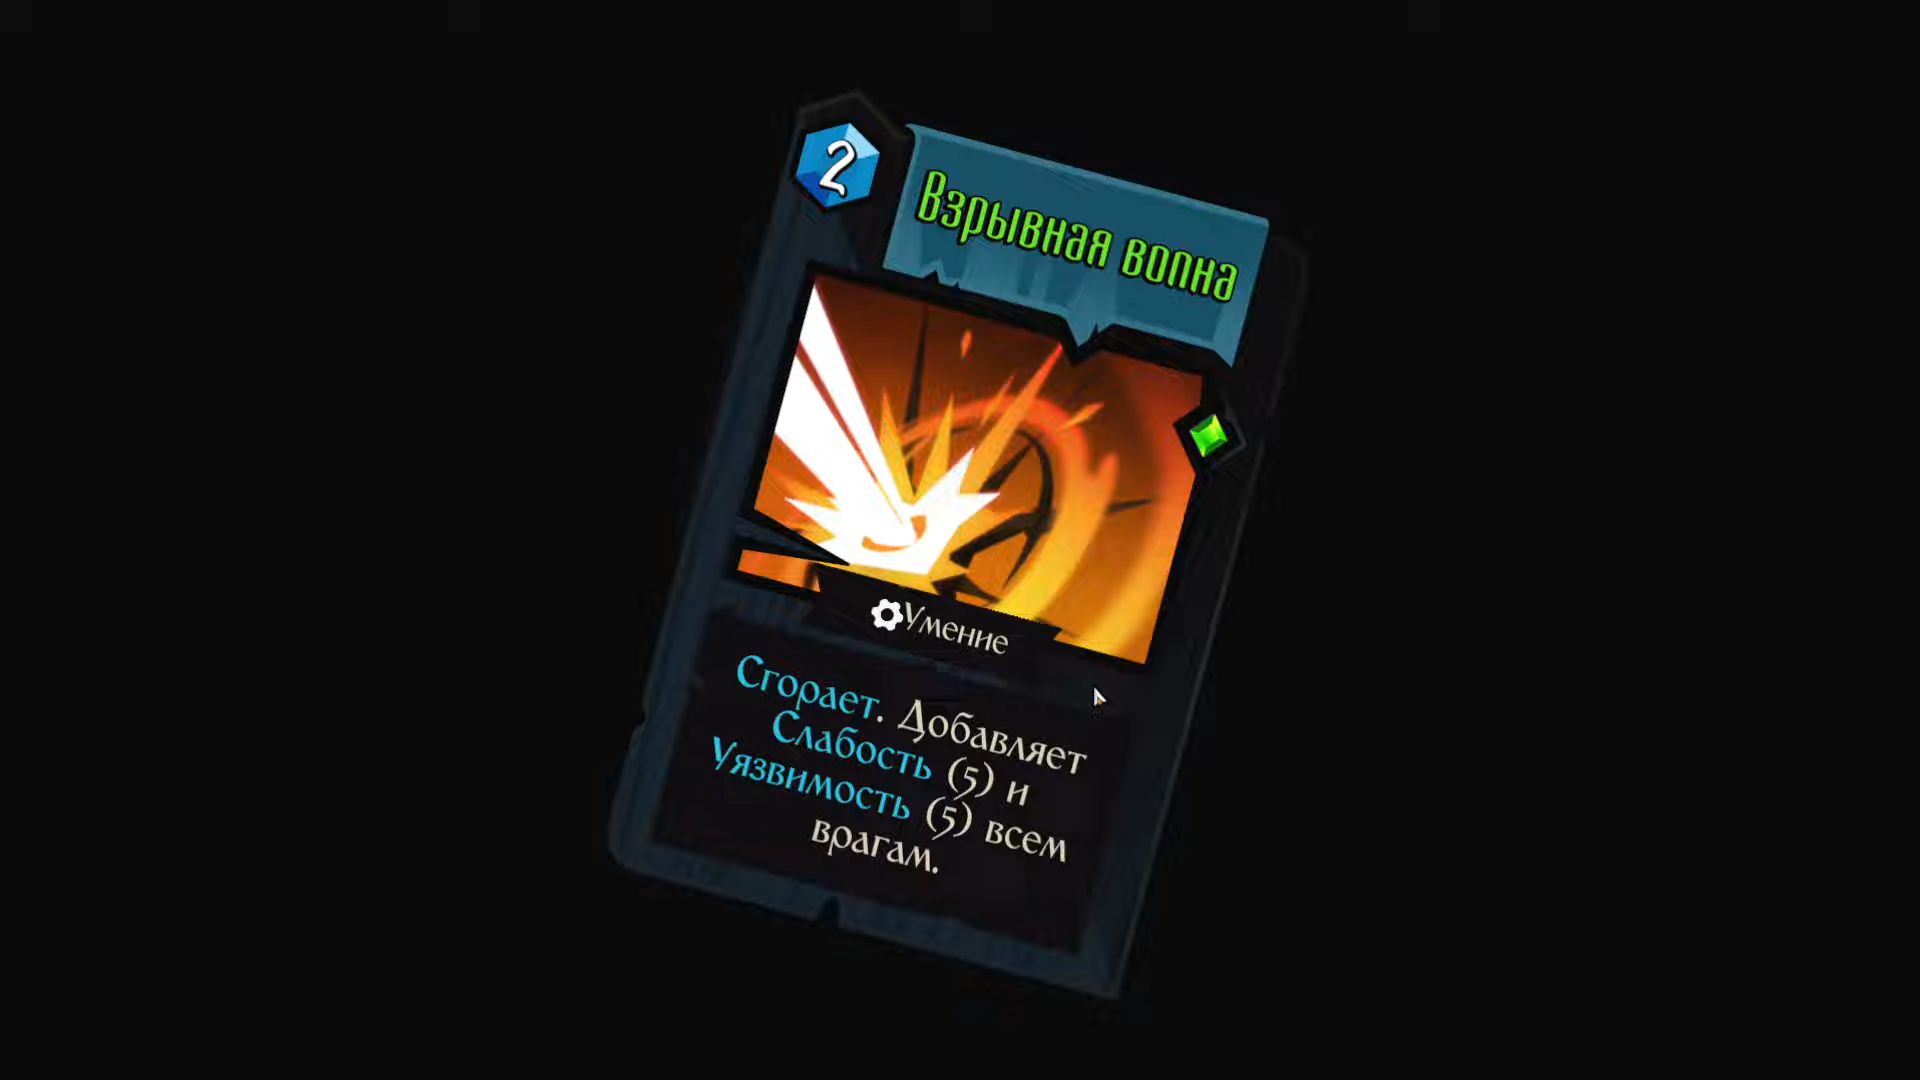 2
Взрывная волна
Умение
Сгорает. Добавляет
Слабость (5) и
Уязвимость (5) всем
врагам.